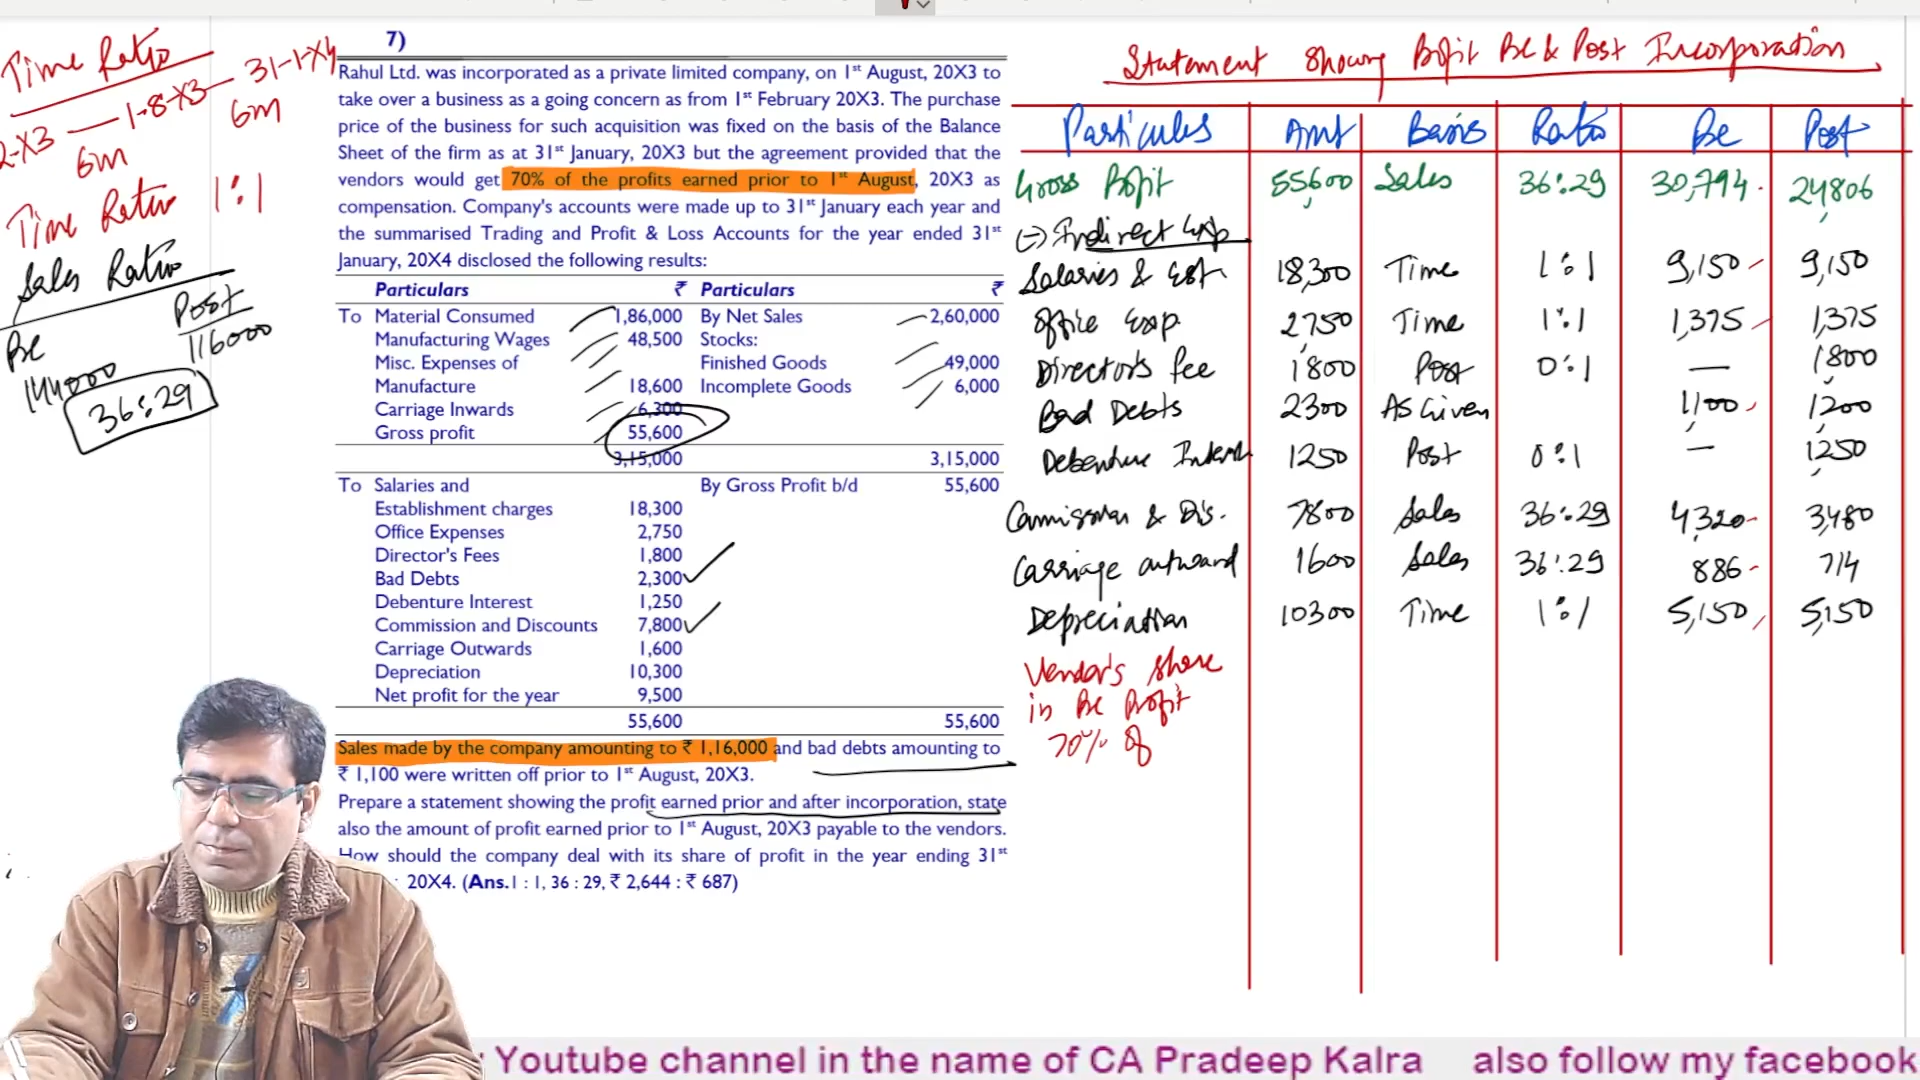 Time Ratio
2-X3 — 1-8-X3 — 31-1-X4
6m
6m
Time Ratio 1:1
Sales Ratio
Pre
Post
144000
116000
36:29
7)
Rahul Ltd. was incorporated as a private limited company, on 1st August, 20X3 to
take over a business as a going concern as from 1st February 20X3. The purchase
price of the business for such acquisition was fixed on the basis of the Balance
Sheet of the firm as at 31st January, 20X3 but the agreement provided that the
vendors would get 70% of the profits earned prior to 1st August, 20X3 as
compensation. Company's accounts were made up to 31st January each year and
the summarised Trading and Profit & Loss Accounts for the year ended 31st
January, 20X4 disclosed the following results:
Particulars ₹ Particulars ₹
To Material Consumed 1,86,000 By Net Sales 2,60,000
Manufacturing Wages 48,500 Stocks:
Misc. Expenses of Finished Goods 49,000
Manufacture 18,600 Incomplete Goods 6,000
Carriage Inwards 6,300
Gross profit 55,600
3,15,000 3,15,000
To Salaries and By Gross Profit b/d 55,600
Establishment charges 18,300
Office Expenses 2,750
Director's Fees 1,800
Bad Debts 2,300
Debenture Interest 1,250
Commission and Discounts 7,800
Carriage Outwards 1,600
Depreciation 10,300
Net profit for the year 9,500
55,600 55,600
Sales made by the company amounting to ₹ 1,16,000 and bad debts amounting to
₹ 1,100 were written off prior to 1st August, 20X3.
Prepare a statement showing the profit earned prior and after incorporation, state
also the amount of profit earned prior to 1st August, 20X3 payable to the vendors.
How should the company deal with its share of profit in the year ending 31st
20X4. (Ans.1 : 1, 36 : 29, ₹ 2,644 : ₹ 687)
Statement Showing Profit Pre & Post Incorporation
Particulars Amt Basis Ratio Pre Post
Gross Profit 55,600 Sales 36:29 30,794 24,806
(-) Indirect Exp
Salaries & Est. 18,300 Time 1:1 9,150 9,150
Office Exp. 2,750 Time 1:1 1,375 1,375
Directors fee 1800 Post 0:1 — 1,800
Bad Debts 2300 As Given 1,100 1,200
Debenture Interest 1250 Post 0:1 — 1250
Commission & Dis. 7800 Sales 36:29 4,320 3,480
Carriage outward 1600 Sales 36:29 886 714
Depreciation 10300 Time 1:1 5,150 5,150
Vendor's share
in Pre Profit
70% of
Youtube channel in the name of CA Pradeep Kalra also follow my facebook